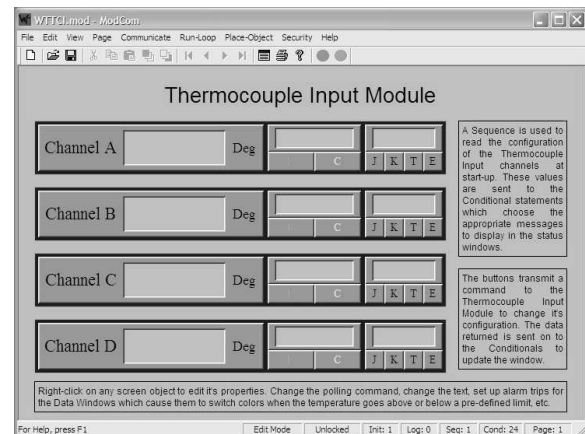 WTTCI.mod - ModCom
File Edit View Page Communicate Run-Loop Place-Object Security Help
Thermocouple Input Module
Channel A Deg C J K T E
Channel B Deg C J K T E
Channel C Deg C J K T E
Channel D Deg C J K T E
A Sequence is used to
read the configuration
of the Thermocouple
Input channels at
start-up. These values
are sent to the
Conditional statements
which choose the
appropriate messages
to display in the status
windows.
The buttons transmit a
command to the
Thermocouple Input
Module to change it's
configuration. The data
returned is sent on to
the Conditionals to
update the window.
Right-click on any screen object to edit it's properties. Change the polling command, change the text, set up alarm trips for
the Data Windows which cause them to switch colors when the temperature goes above or below a pre-defined limit, etc.
For Help, press F1 Edit Mode Unlocked Init: 1 Log: 0 Seq: 1 Cond: 24 Page: 1